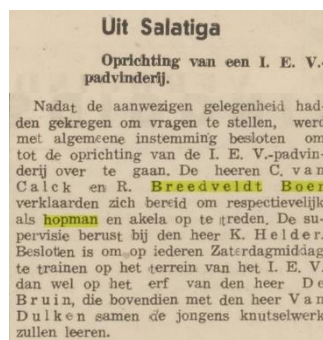 Uit Salatiga
Oprichting van een I. E. V.-
padvinderij.
Nadat de aanwezigen gelegenheid had-
den gekregen om vragen te stellen, werd
met algemeene instemming besloten om
tot de oprichting van de I. E. V.-padvin-
derij over te gaan. De heeren C. van
Calck en R. Breedveldt Boer
verklaarden zich bereid om respectievelijk
als hopman en akela op te treden. De su-
pervisie berust bij den heer K. Helder.
Besloten is om op iederen Zaterdagmiddag
te trainen op het terrein van het I. E. V.
dan wel op het erf van den heer De
Bruin, die bovendien met den heer Van
Dulken samen de jongens knutselwerk
zullen leeren.